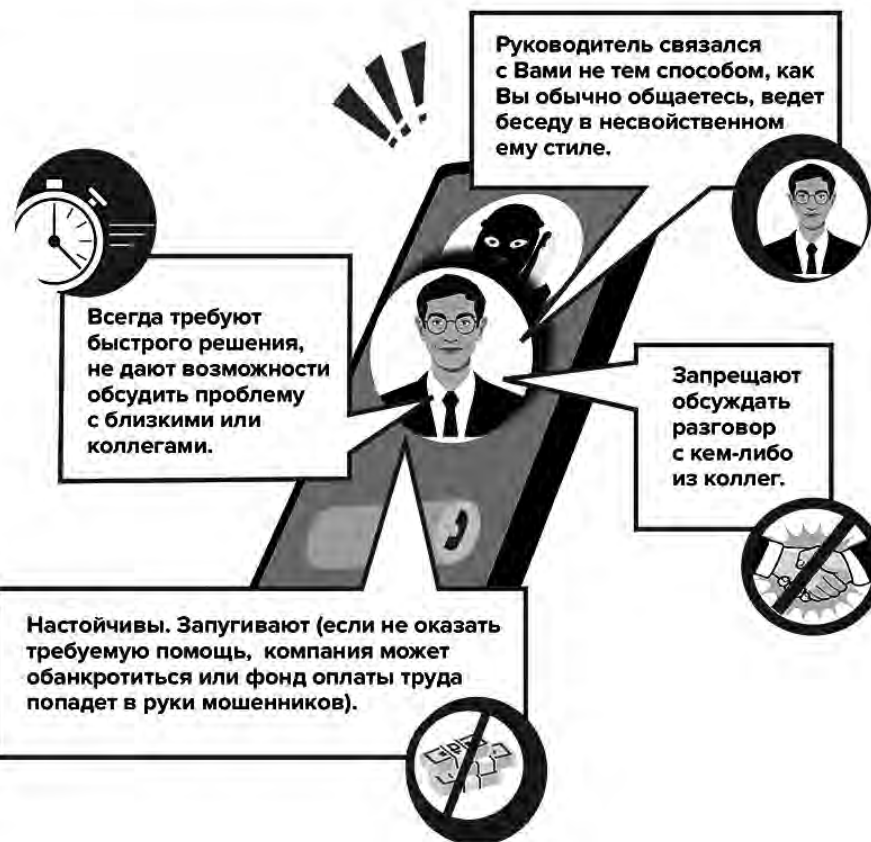 Руководитель связался
с Вами не тем способом, как
Вы обычно общаетесь, ведет
беседу в несвойственном
ему стиле.
Всегда требуют
быстрого решения,
не дают возможности
обсудить проблему
с близкими или
коллегами.
Запрещают
обсуждать
разговор
с кем-либо
из коллег.
Настойчивы. Запугивают (если не оказать
требуемую помощь, компания может
обанкротиться или фонд оплаты труда
попадет в руки мошенников).